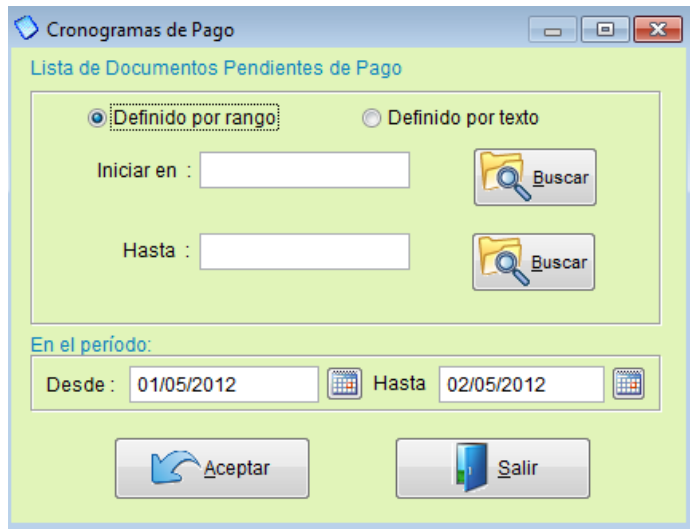 Cronogramas de Pago
Lista de Documentos Pendientes de Pago
Definido por rango Definido por texto
Iniciar en : Buscar
Hasta : Buscar
En el período:
Desde : 01/05/2012 Hasta 02/05/2012
Aceptar Salir